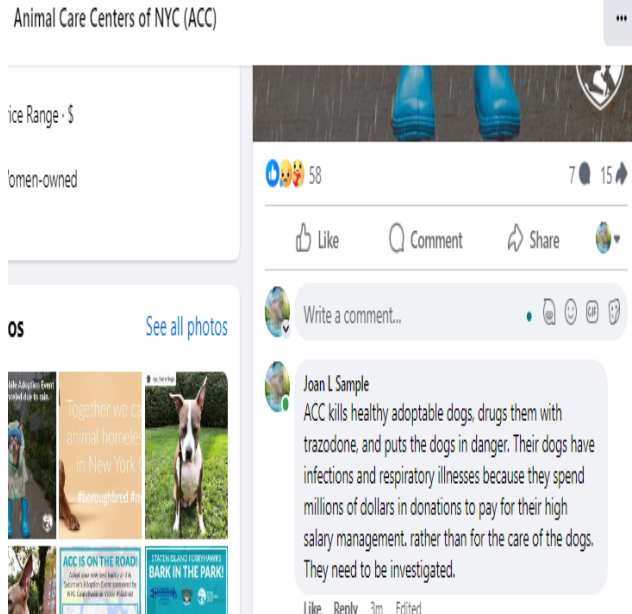 Animal Care Centers of NYC (ACC)
rice Range · $
omen-owned
58
7
15
Like
Comment
Share
Write a comment...
GIF
os
See all photos
Together we ca
animal homeles
in New York
#boroughbred #n
ACC IS ON THE ROAD!
STATEN ISLAND FERRYHAWKS
BARK IN THE PARK!
Joan L Sample
ACC kills healthy adoptable dogs, drugs them with
trazodone, and puts the dogs in danger. Their dogs have
infections and respiratory illnesses because they spend
millions of dollars in donations to pay for their high
salary management. rather than for the care of the dogs.
They need to be investigated.
Like Reply 3m Edited